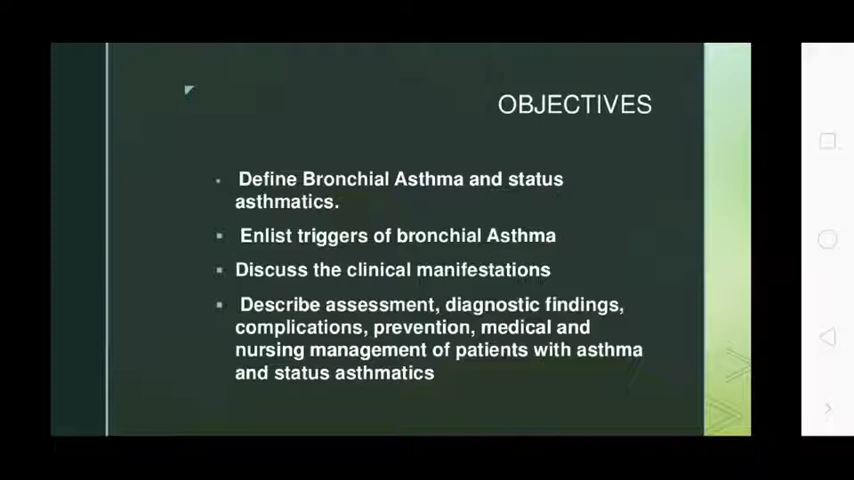 OBJECTIVES
Define Bronchial Asthma and status
asthmatics.
Enlist triggers of bronchial Asthma
Discuss the clinical manifestations
Describe assessment, diagnostic findings,
complications, prevention, medical and
nursing management of patients with asthma
and status asthmatics